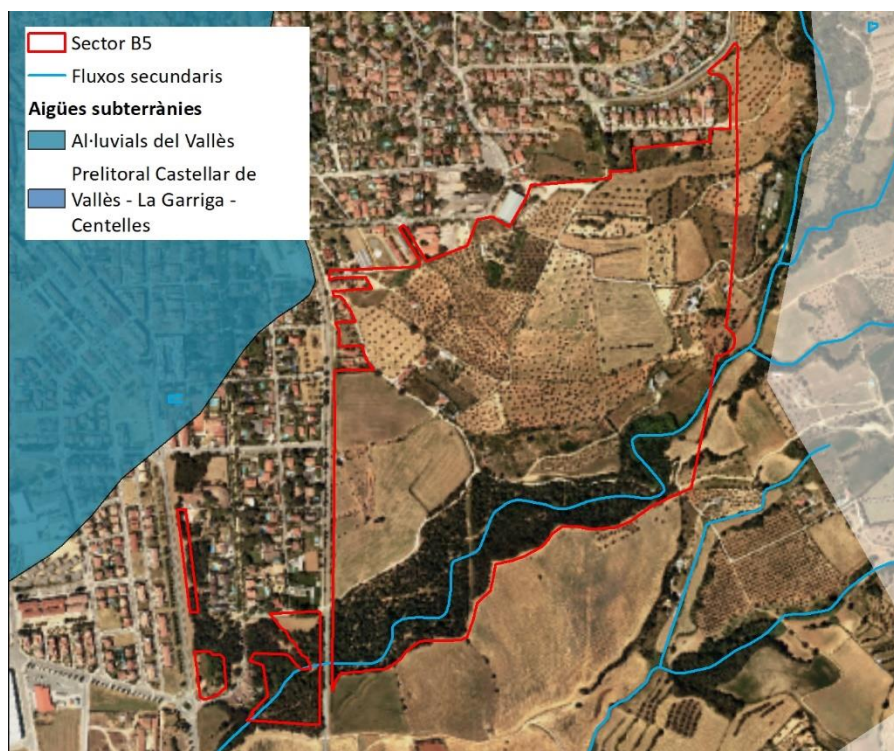 Sector B5
Fluxos secundaris
Aigües subterrànies
Al·luvials del Vallès
Prelitoral Castellar de
Vallès - La Garriga -
Centelles